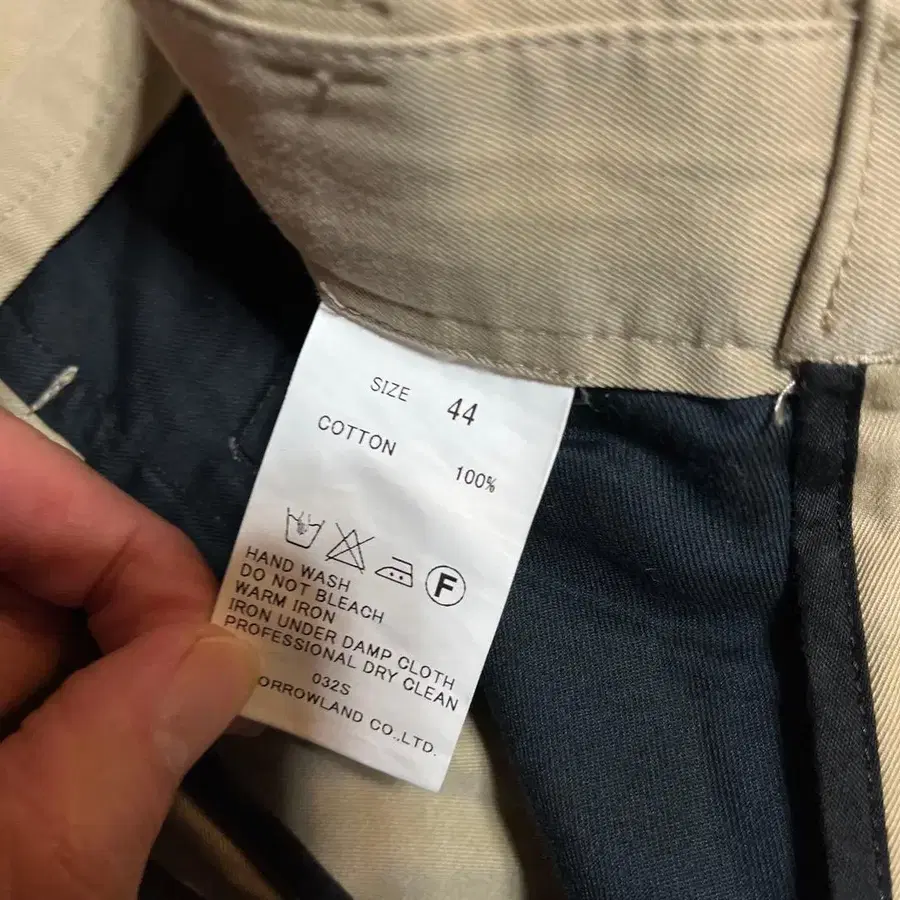 SIZE 44
COTTON
100%
F
HAND WASH
DO NOT BLEACH
WARM IRON
IRON UNDER DAMP CLOTH
PROFESSIONAL DRY CLEAN
032S
ORROWLAND CO.,LTD.